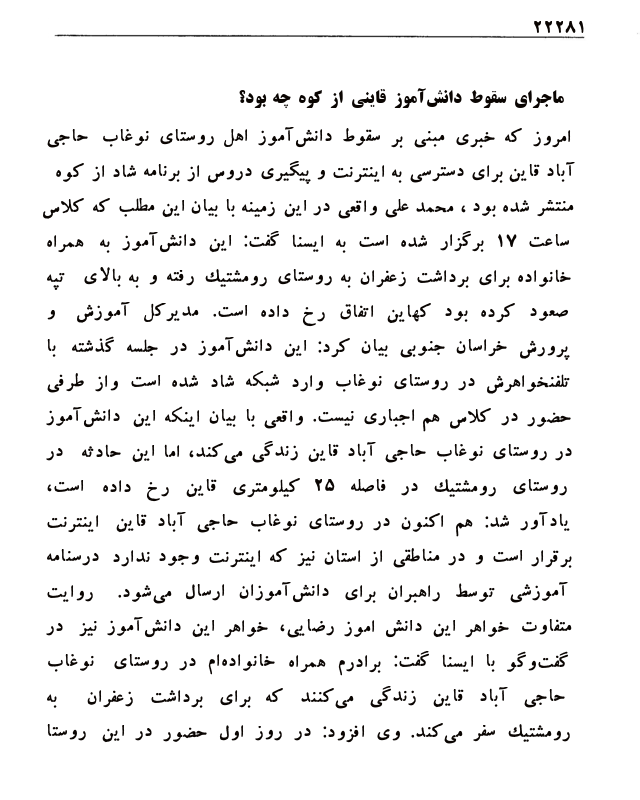 ۲۲۲۸۱
ماجرای سقوط دانش‌آموز قاینی از کوه چه بود؟
امروز که خبری مبنی بر سقوط دانش‌آموز اهل روستای نوغاب حاجی
آباد قاین برای دسترسی به اینترنت و پیگیری دروس از برنامه شاد از کوه
منتشر شده بود ، محمد علی واقعی در این زمینه با بیان این مطلب که کلاس
ساعت ۱۷ برگزار شده است به ایسنا گفت: این دانش‌آموز به همراه
خانواده برای برداشت زعفران به روستای رومشتیك رفته و به بالای تپه
صعود کرده بود کهاین اتفاق رخ داده است. مدیرکل آموزش و
پرورش خراسان جنوبی بیان کرد: این دانش‌آموز در جلسه گذشته با
تلفنخواهرش در روستای نوغاب وارد شبکه شاد شده است واز طرفی
حضور در کلاس هم اجباری نیست. واقعی با بیان اینکه این دانش‌آموز
در روستای نوغاب حاجی آباد قاین زندگی می‌کند، اما این حادثه در
روستای رومشتیك در فاصله ۲۵ کیلومتری قاین رخ داده است،
یادآور شد: هم اکنون در روستای نوغاب حاجی آباد قاین اینترنت
برقرار است و در مناطقی از استان نیز که اینترنت وجود ندارد درسنامه
آموزشی توسط راهبران برای دانش‌آموزان ارسال می‌شود. روایت
متفاوت خواهر این دانش اموز رضایی، خواهر این دانش‌آموز نیز در
گفت‌وگو با ایسنا گفت: برادرم همراه خانواده‌ام در روستای نوغاب
حاجی آباد قاین زندگی می‌کنند که برای برداشت زعفران به
رومشتیك سفر می‌کند. وی افزود: در روز اول حضور در این روستا